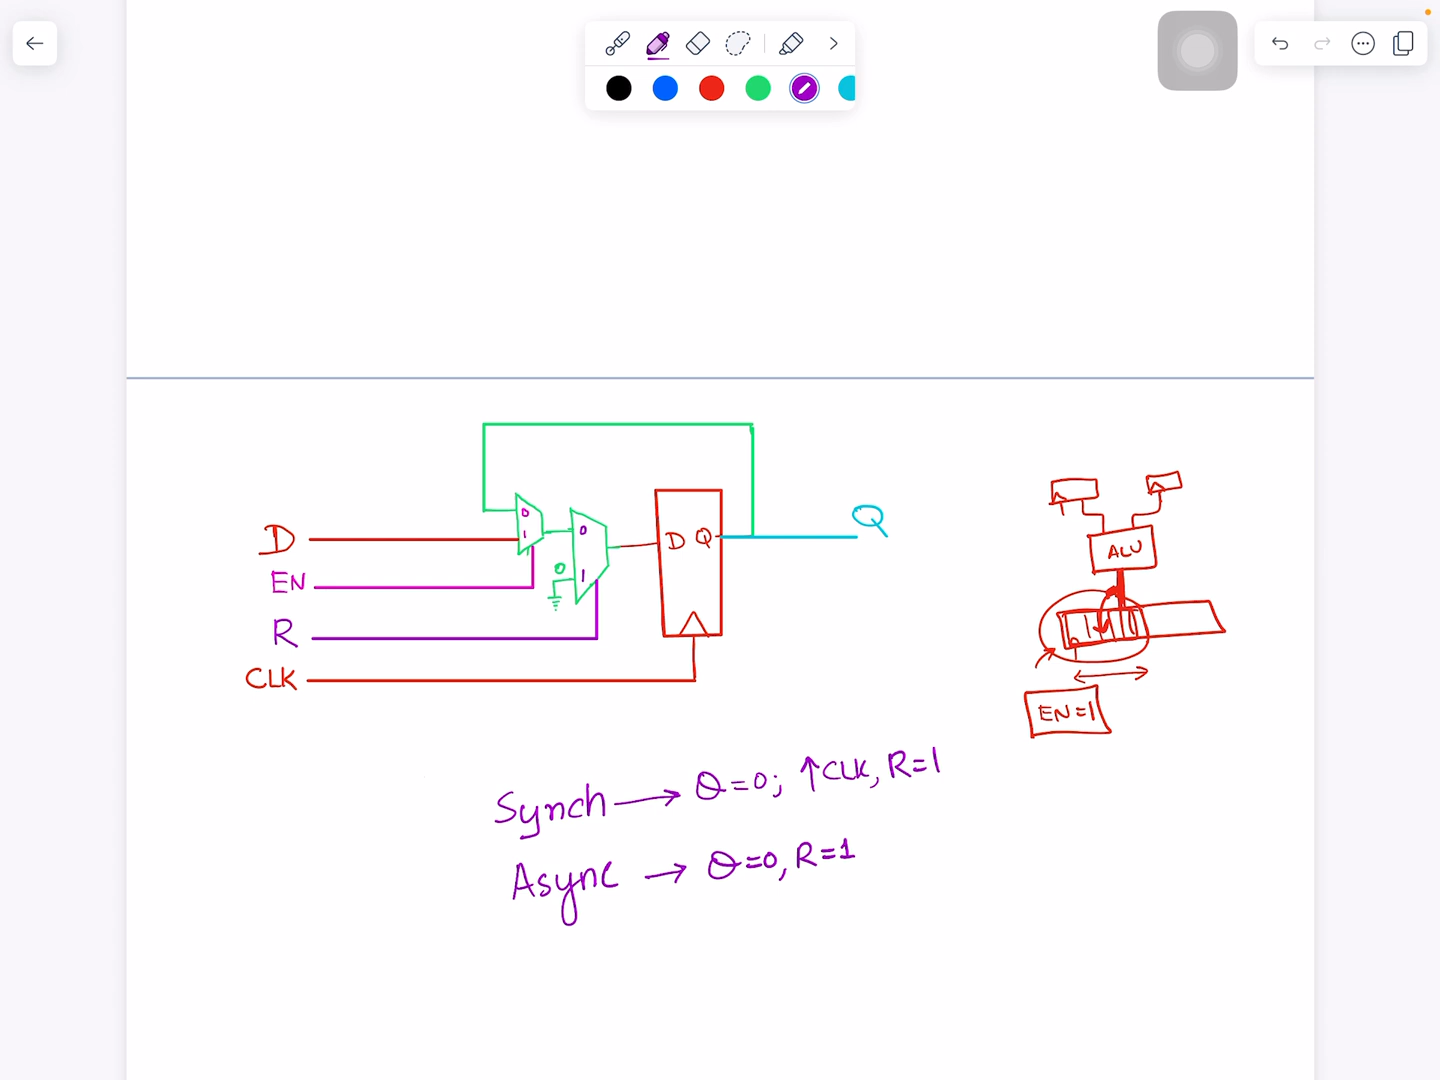 D
EN
R
CLK
0
1
0
1
0
D Q
Q
ALU
EN=1
Synch → Q=0; ↑CLK, R=1
Async → Q=0, R=1